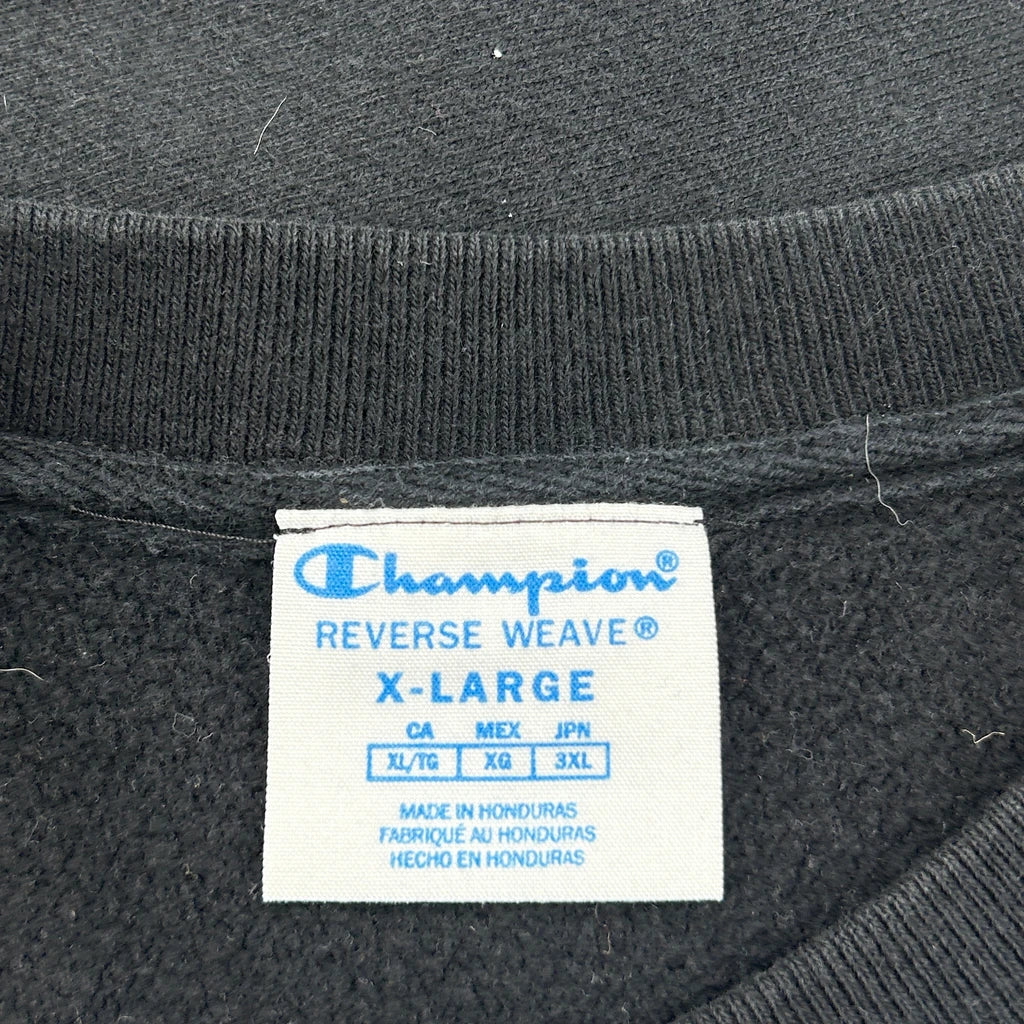 Champion®
REVERSE WEAVE®
X-LARGE
CA MEX JPN
XL/TG XG 3XL
MADE IN HONDURAS
FABRIQUÉ AU HONDURAS
HECHO EN HONDURAS